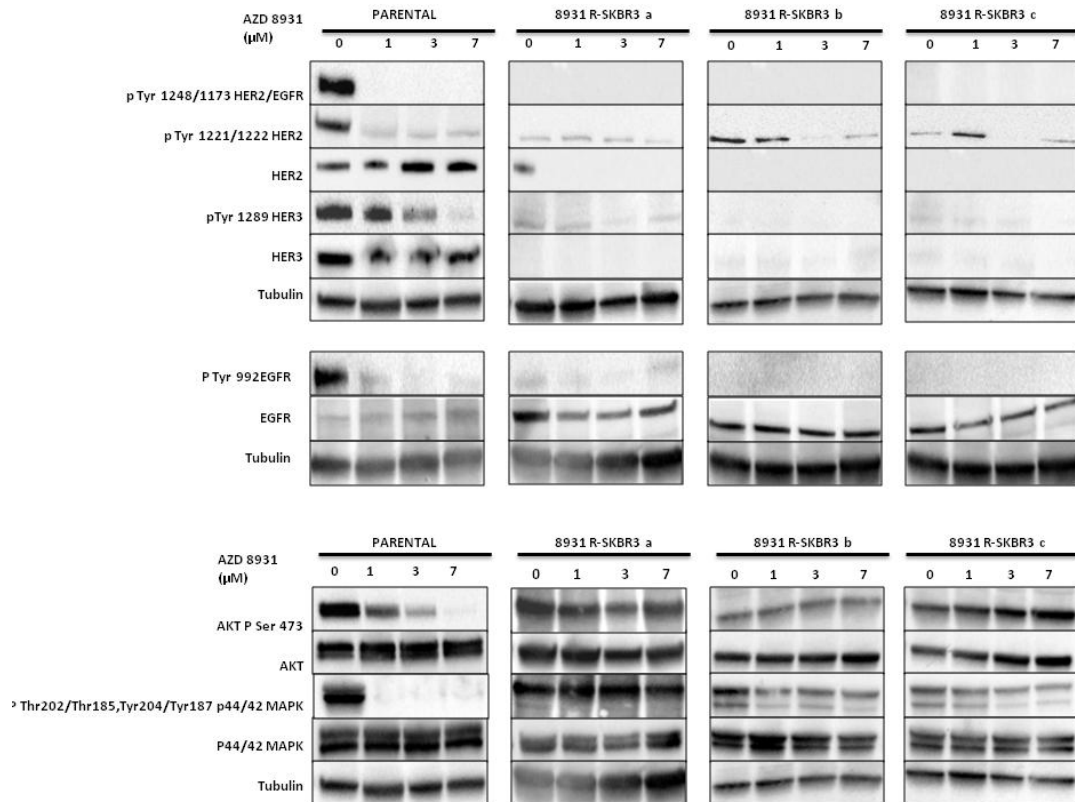 AZD 8931
(µM)
PARENTAL 8931 R-SKBR3 a 8931 R-SKBR3 b 8931 R-SKBR3 c
0 1 3 7 0 1 3 7 0 1 3 7 0 1 3 7
p Tyr 1248/1173 HER2/EGFR
p Tyr 1221/1222 HER2
HER2
pTyr 1289 HER3
HER3
Tubulin
P Tyr 992EGFR
EGFR
Tubulin
AZD 8931
(µM)
PARENTAL 8931 R-SKBR3 a 8931 R-SKBR3 b 8931 R-SKBR3 c
0 1 3 7 0 1 3 7 0 1 3 7 0 1 3 7
AKT P Ser 473
AKT
P Thr202/Thr185,Tyr204/Tyr187 p44/42 MAPK
P44/42 MAPK
Tubulin